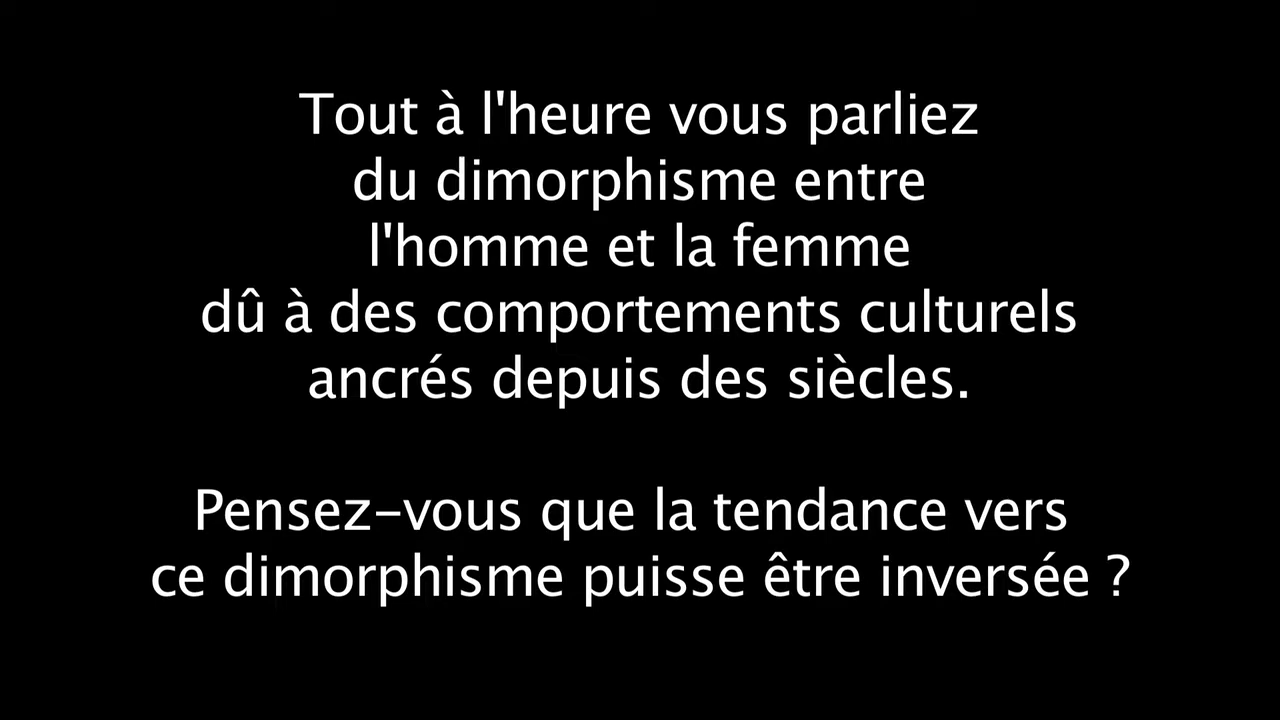 Tout à l'heure vous parliez
du dimorphisme entre
l'homme et la femme
dû à des comportements culturels
ancrés depuis des siècles.
Pensez-vous que la tendance vers
ce dimorphisme puisse être inversée ?